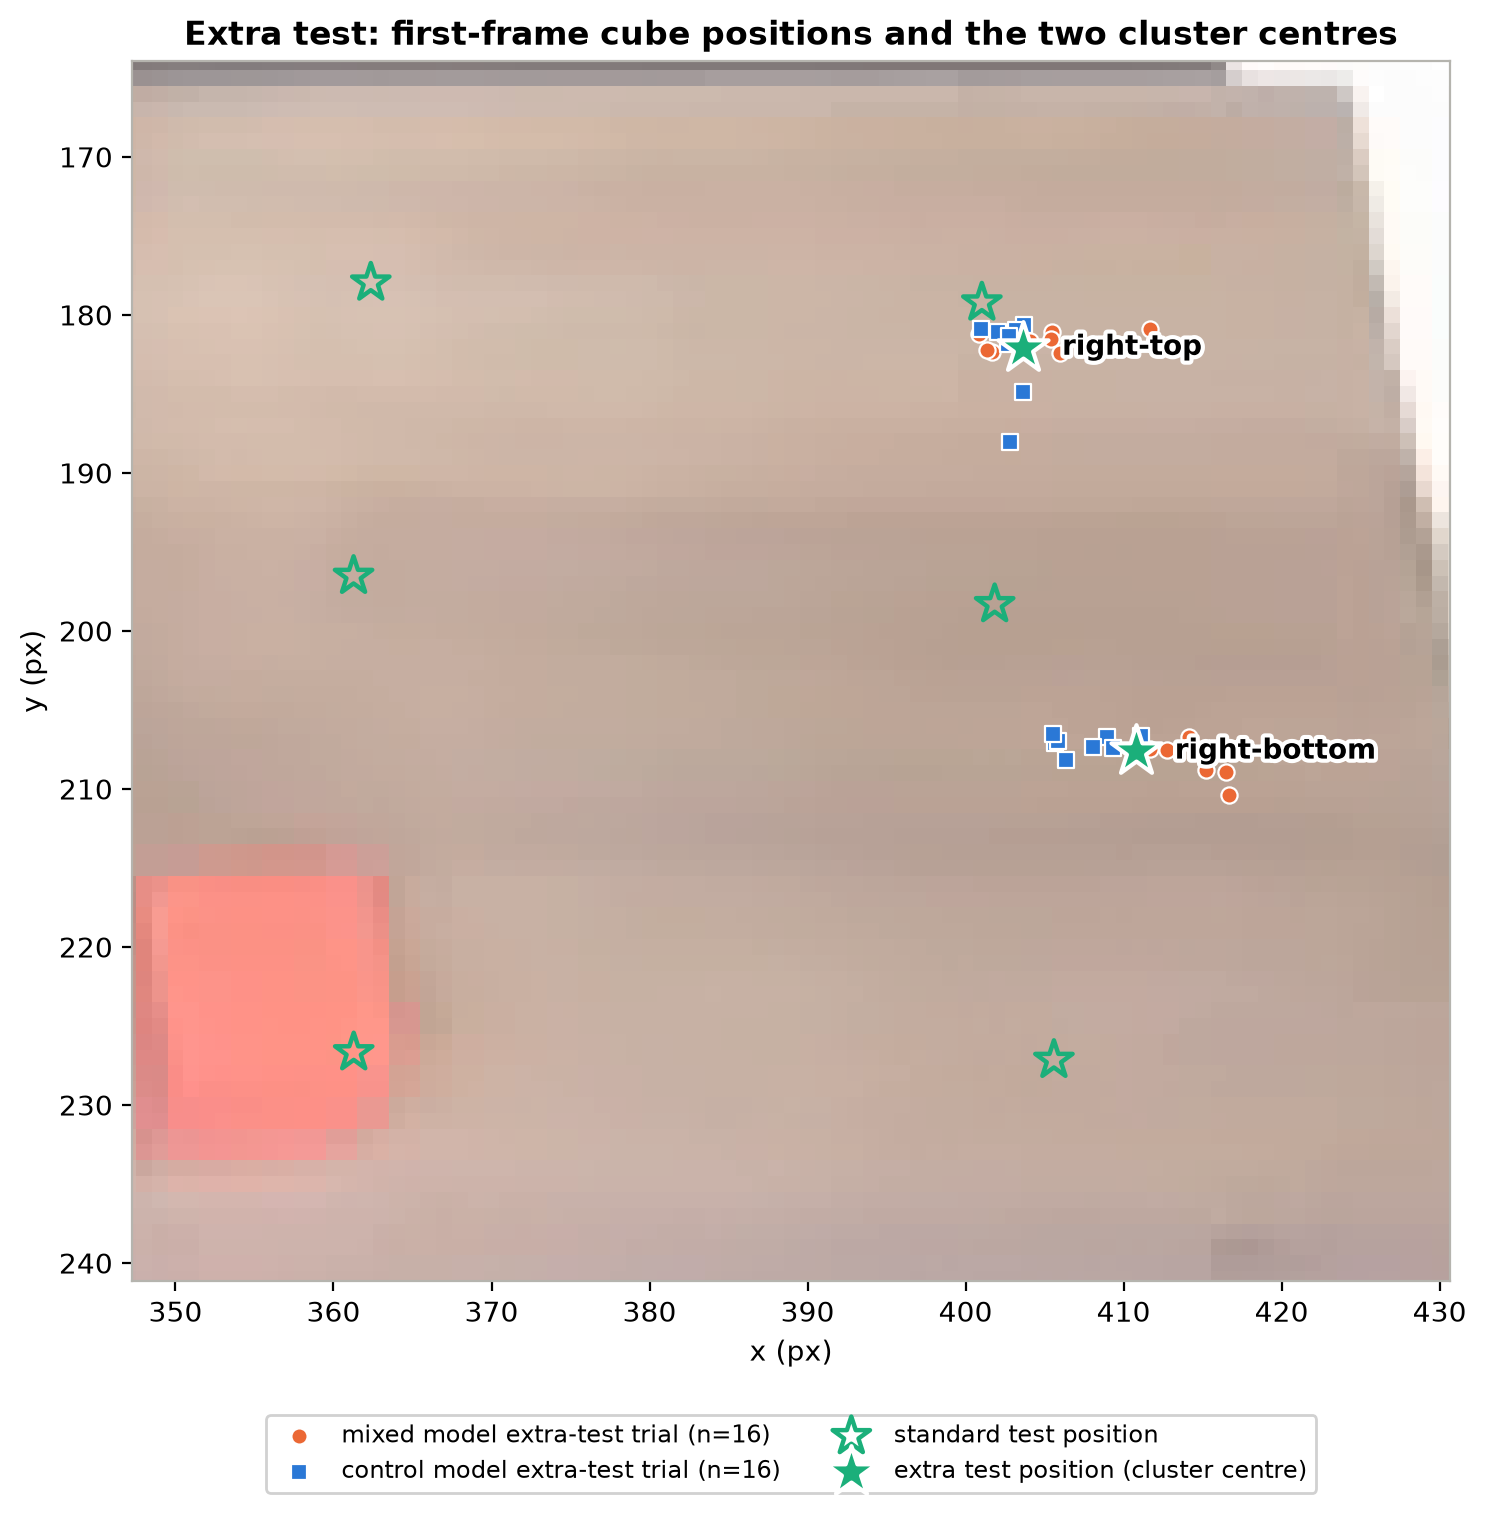 Extra test: first-frame cube positions and the two cluster centres
170
180
190
200
210
220
230
240
y (px)
right-top
right-bottom
350
360
370
380
390
400
410
420
430
x (px)
mixed model extra-test trial (n=16)
control model extra-test trial (n=16)
standard test position
extra test position (cluster centre)